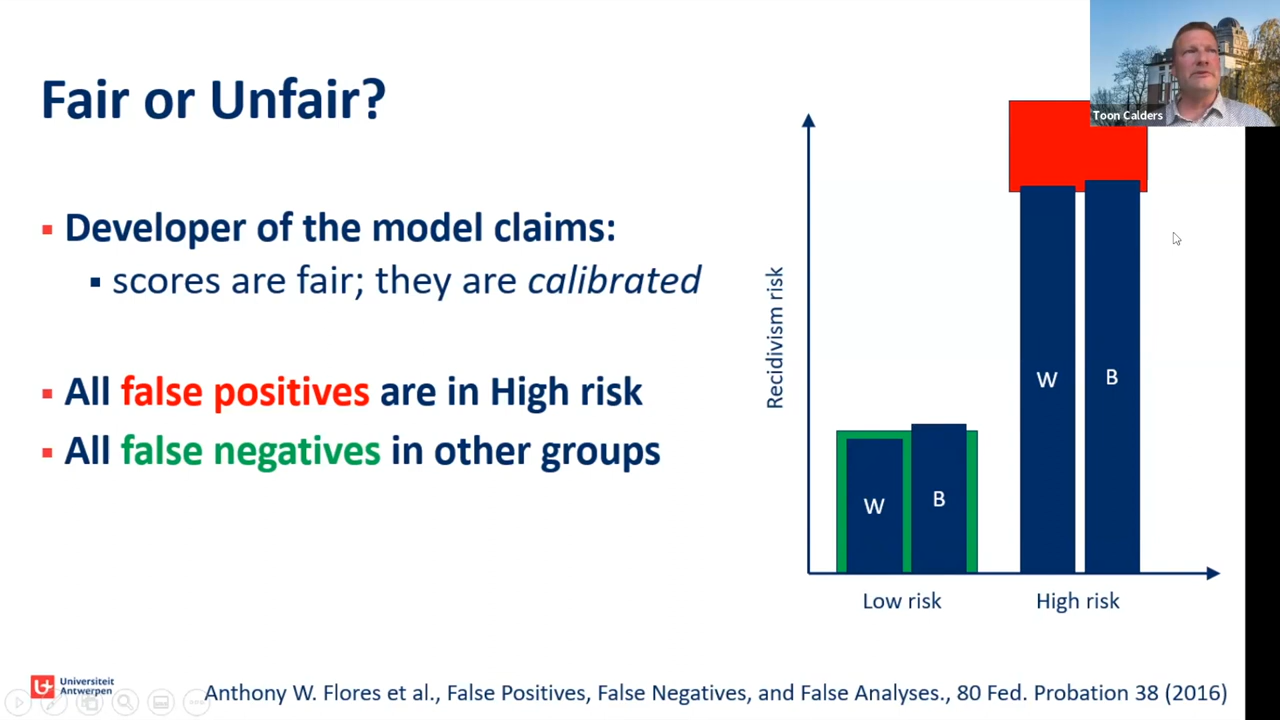 Toon Calders
Fair or Unfair?
Developer of the model claims:
scores are fair; they are calibrated
All false positives are in High risk
All false negatives in other groups
Recidivism risk
W
B
W
B
Low risk
High risk
Universiteit
Antwerpen
Anthony W. Flores et al., False Positives, False Negatives, and False Analyses., 80 Fed. Probation 38 (2016)